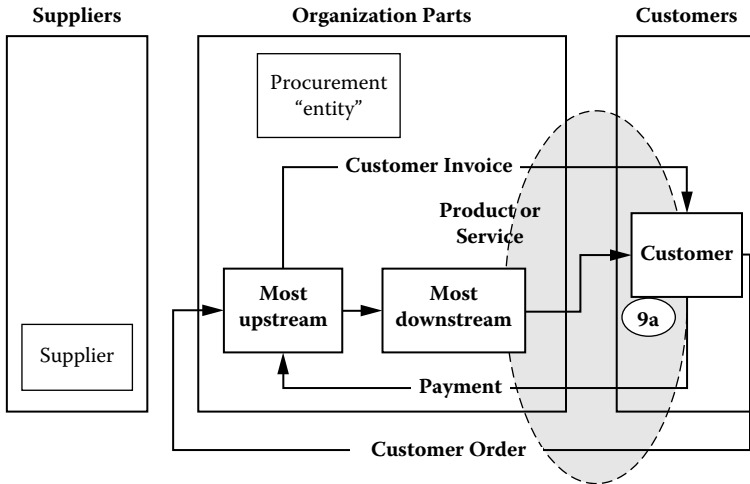 Suppliers
Organization Parts
Customers
Procurement
“entity”
Customer Invoice
Product or
Service
Customer
Most
upstream
Most
downstream
9a
Supplier
Payment
Customer Order